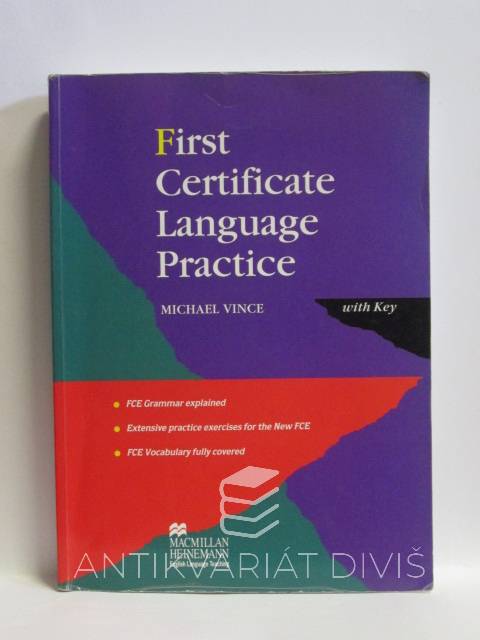 First
Certificate
Language
Practice
MICHAEL VINCE
with Key
FCE Grammar explained
Extensive practice exercises for the New FCE
FCE Vocabulary fully covered
MACMILLAN
HEINEMANN
English Language Teaching
ANTIKVARIÁT DIVIŠ